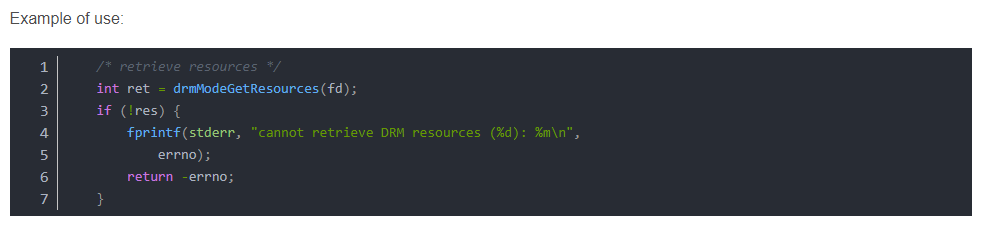 Example of use:
1 /* retrieve resources */
2 int ret = drmModeGetResources(fd);
3 if (!res) {
4 fprintf(stderr, "cannot retrieve DRM resources (%d): %m\n",
5 errno);
6 return -errno;
7 }